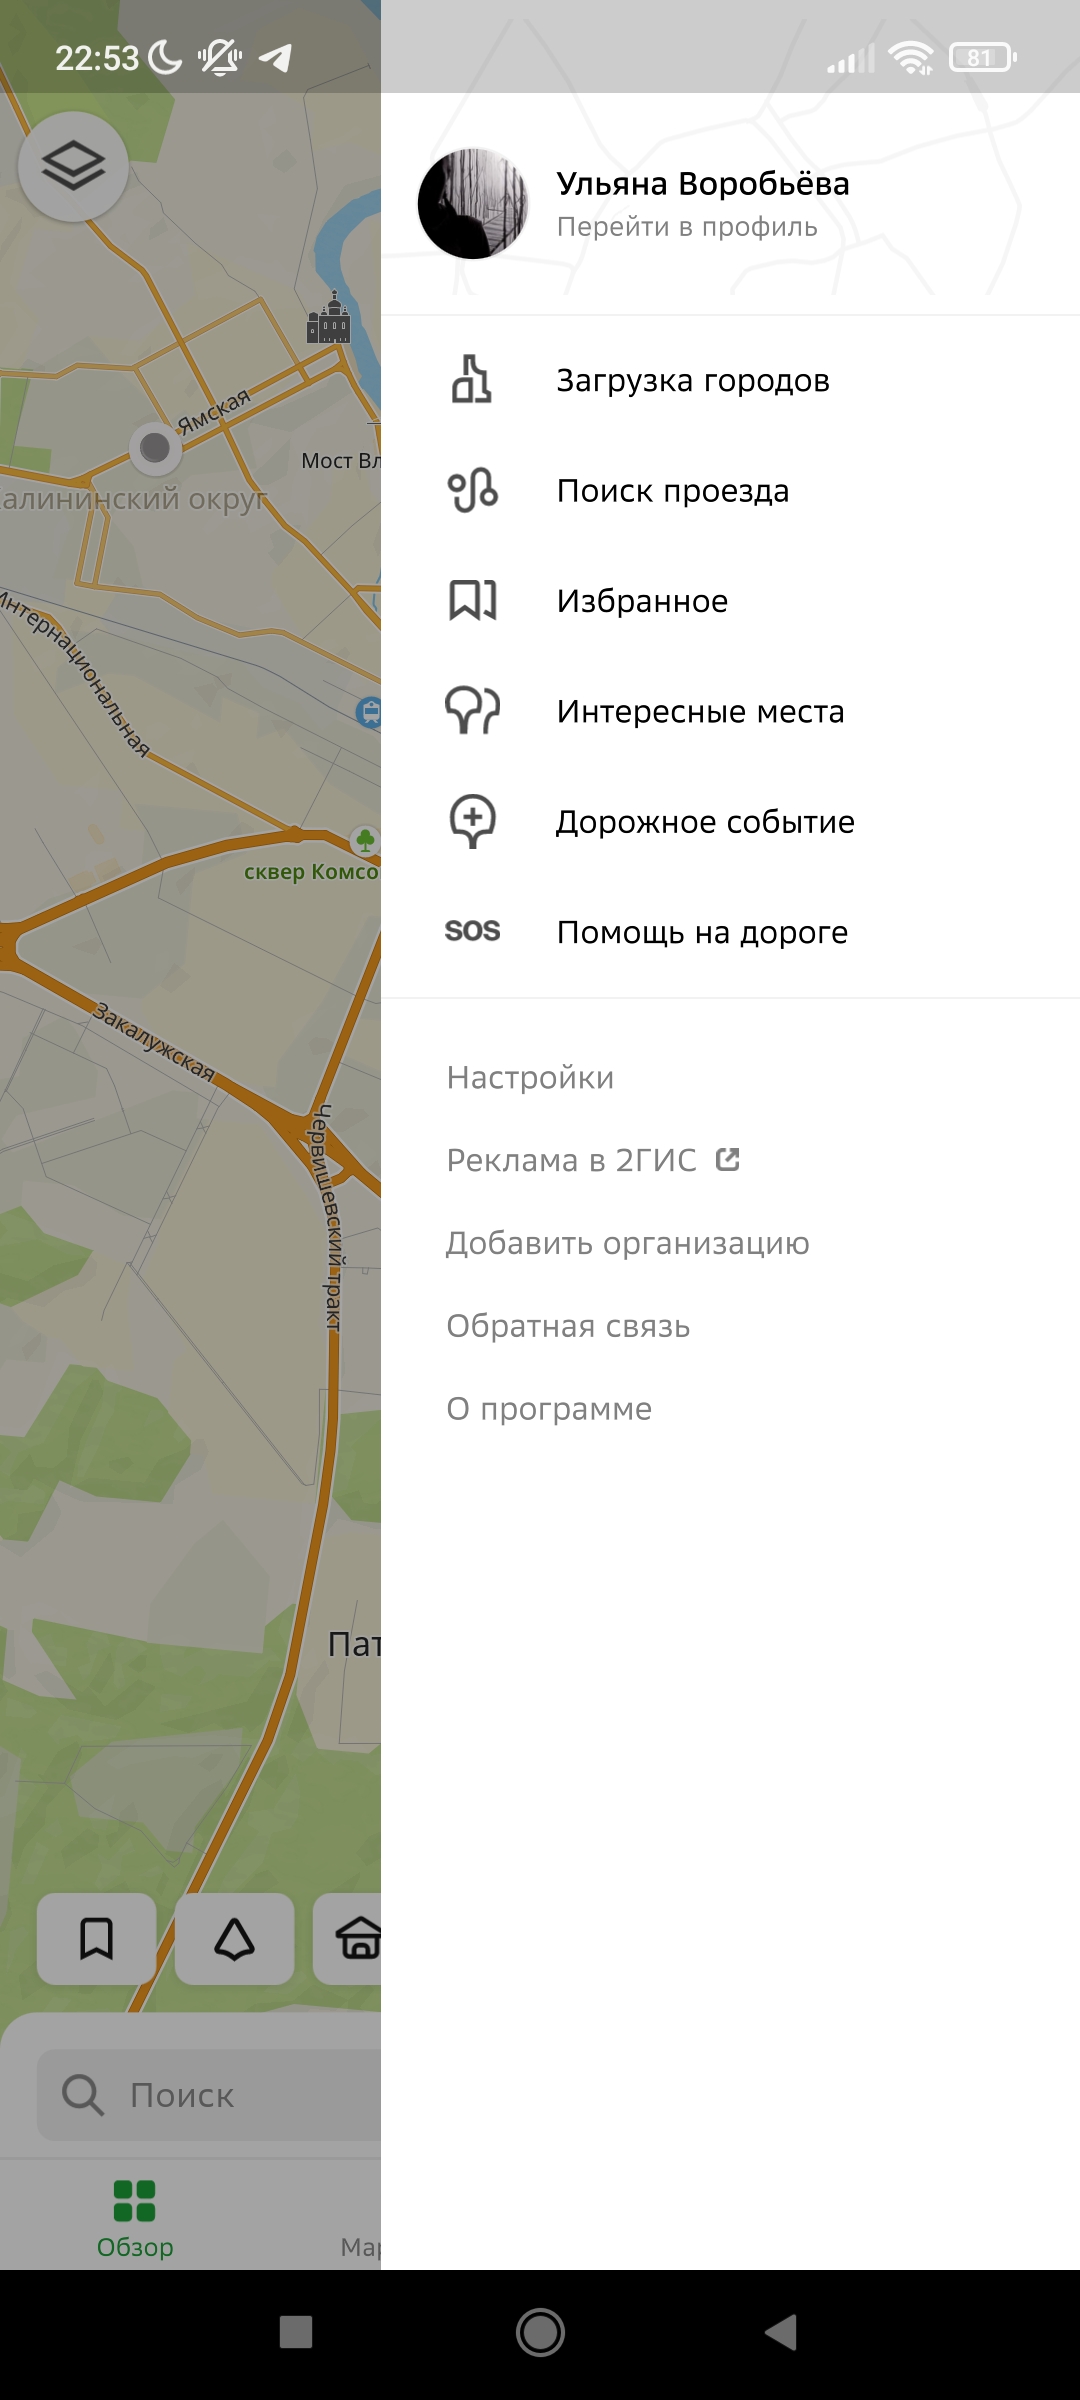 22:53
81
Ульяна Воробьёва
Перейти в профиль
Загрузка городов
Поиск проезда
Избранное
Интересные места
Дорожное событие
SOS Помощь на дороге
Настройки
Реклама в 2ГИС
Добавить организацию
Обратная связь
О программе
Ямская
Мост Вл
алининский округ
Интернациональная
сквер Комсо
Закалужская
Червишевский тракт
Пат
Поиск
Обзор
Мар